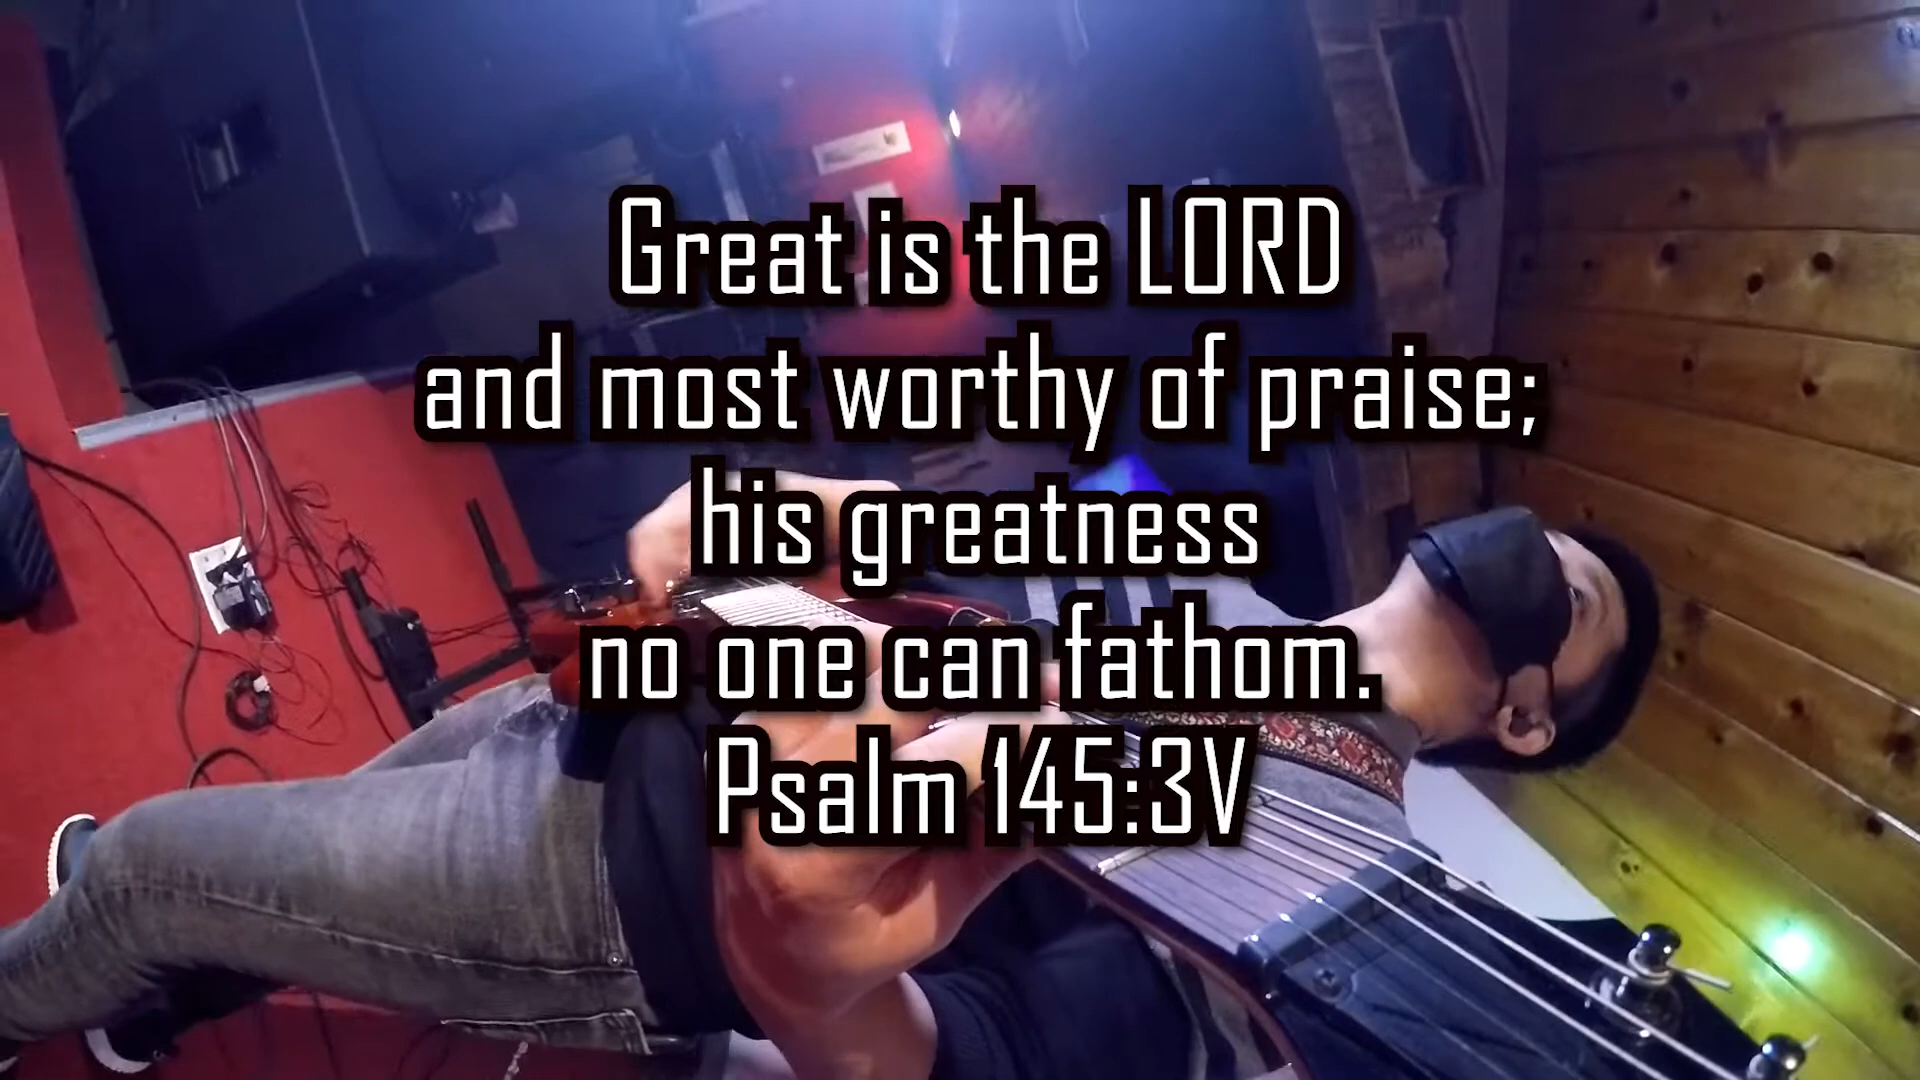 Great is the LORD
and most worthy of praise;
his greatness
no one can fathom.
Psalm 145:3V